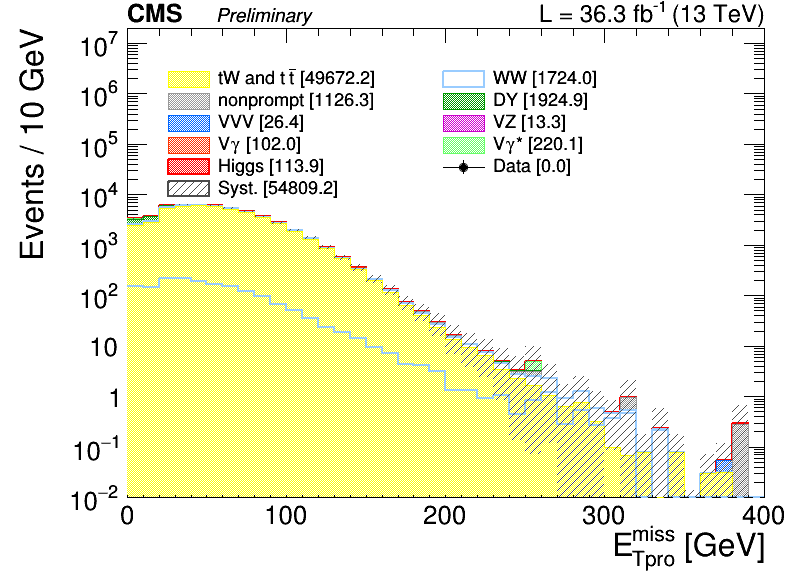 CMS Preliminary L = 36.3 fb⁻¹ (13 TeV)
Events / 10 GeV
10⁷
10⁶
10⁵
10⁴
10³
10²
10
1
10⁻¹
10⁻²
tW and tt̄ [49672.2]
nonprompt [1126.3]
VVV [26.4]
Vγ [102.0]
Higgs [113.9]
Syst. [54809.2]
WW [1724.0]
DY [1924.9]
VZ [13.3]
Vγ* [220.1]
Data [0.0]
0 100 200 300 400
E_Tpro^miss [GeV]